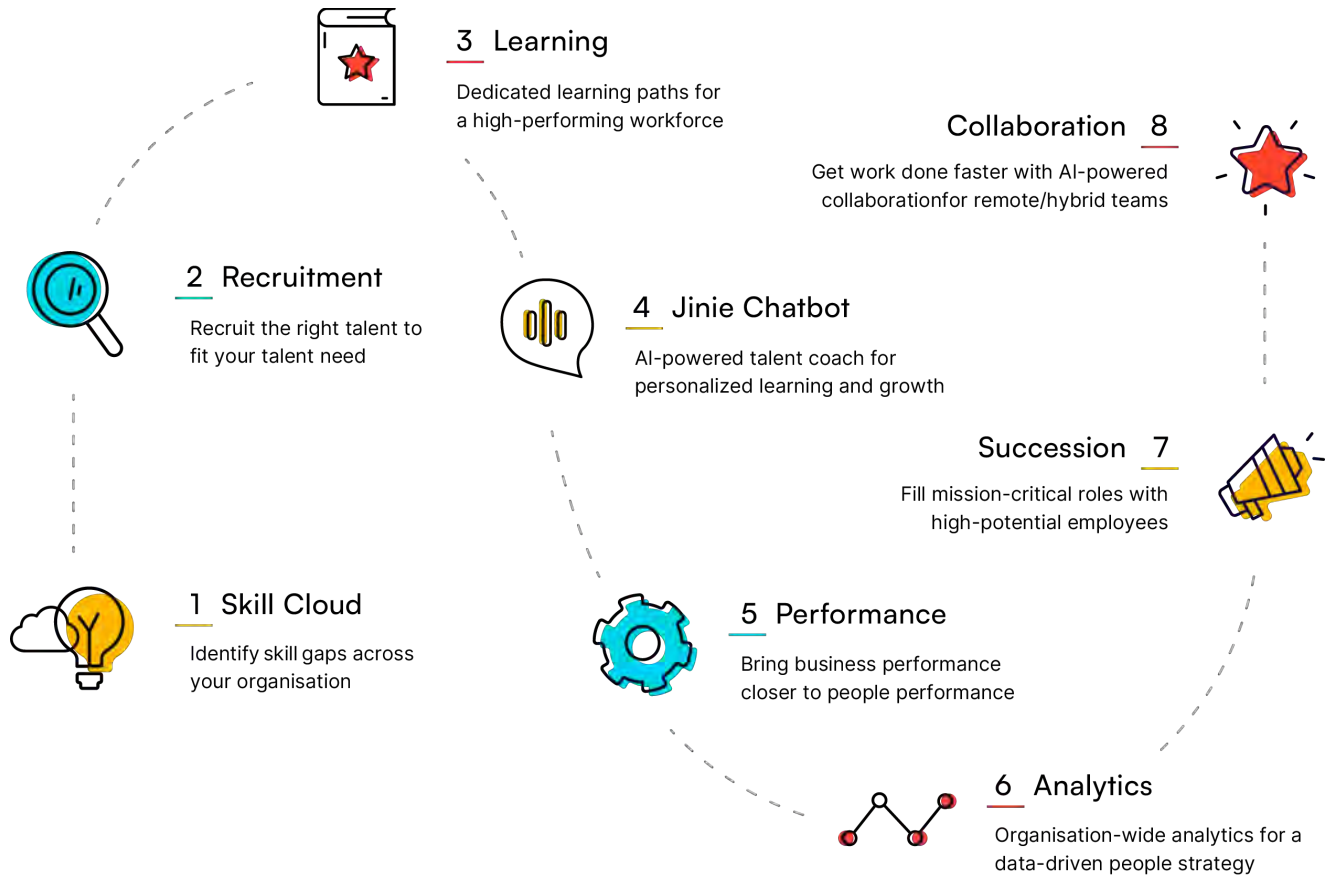 3 Learning
Dedicated learning paths for
a high-performing workforce
Collaboration 8
Get work done faster with AI-powered
collaborationfor remote/hybrid teams
2 Recruitment
Recruit the right talent to
fit your talent need
4 Jinie Chatbot
AI-powered talent coach for
personalized learning and growth
Succession 7
Fill mission-critical roles with
high-potential employees
1 Skill Cloud
Identify skill gaps across
your organisation
5 Performance
Bring business performance
closer to people performance
6 Analytics
Organisation-wide analytics for a
data-driven people strategy